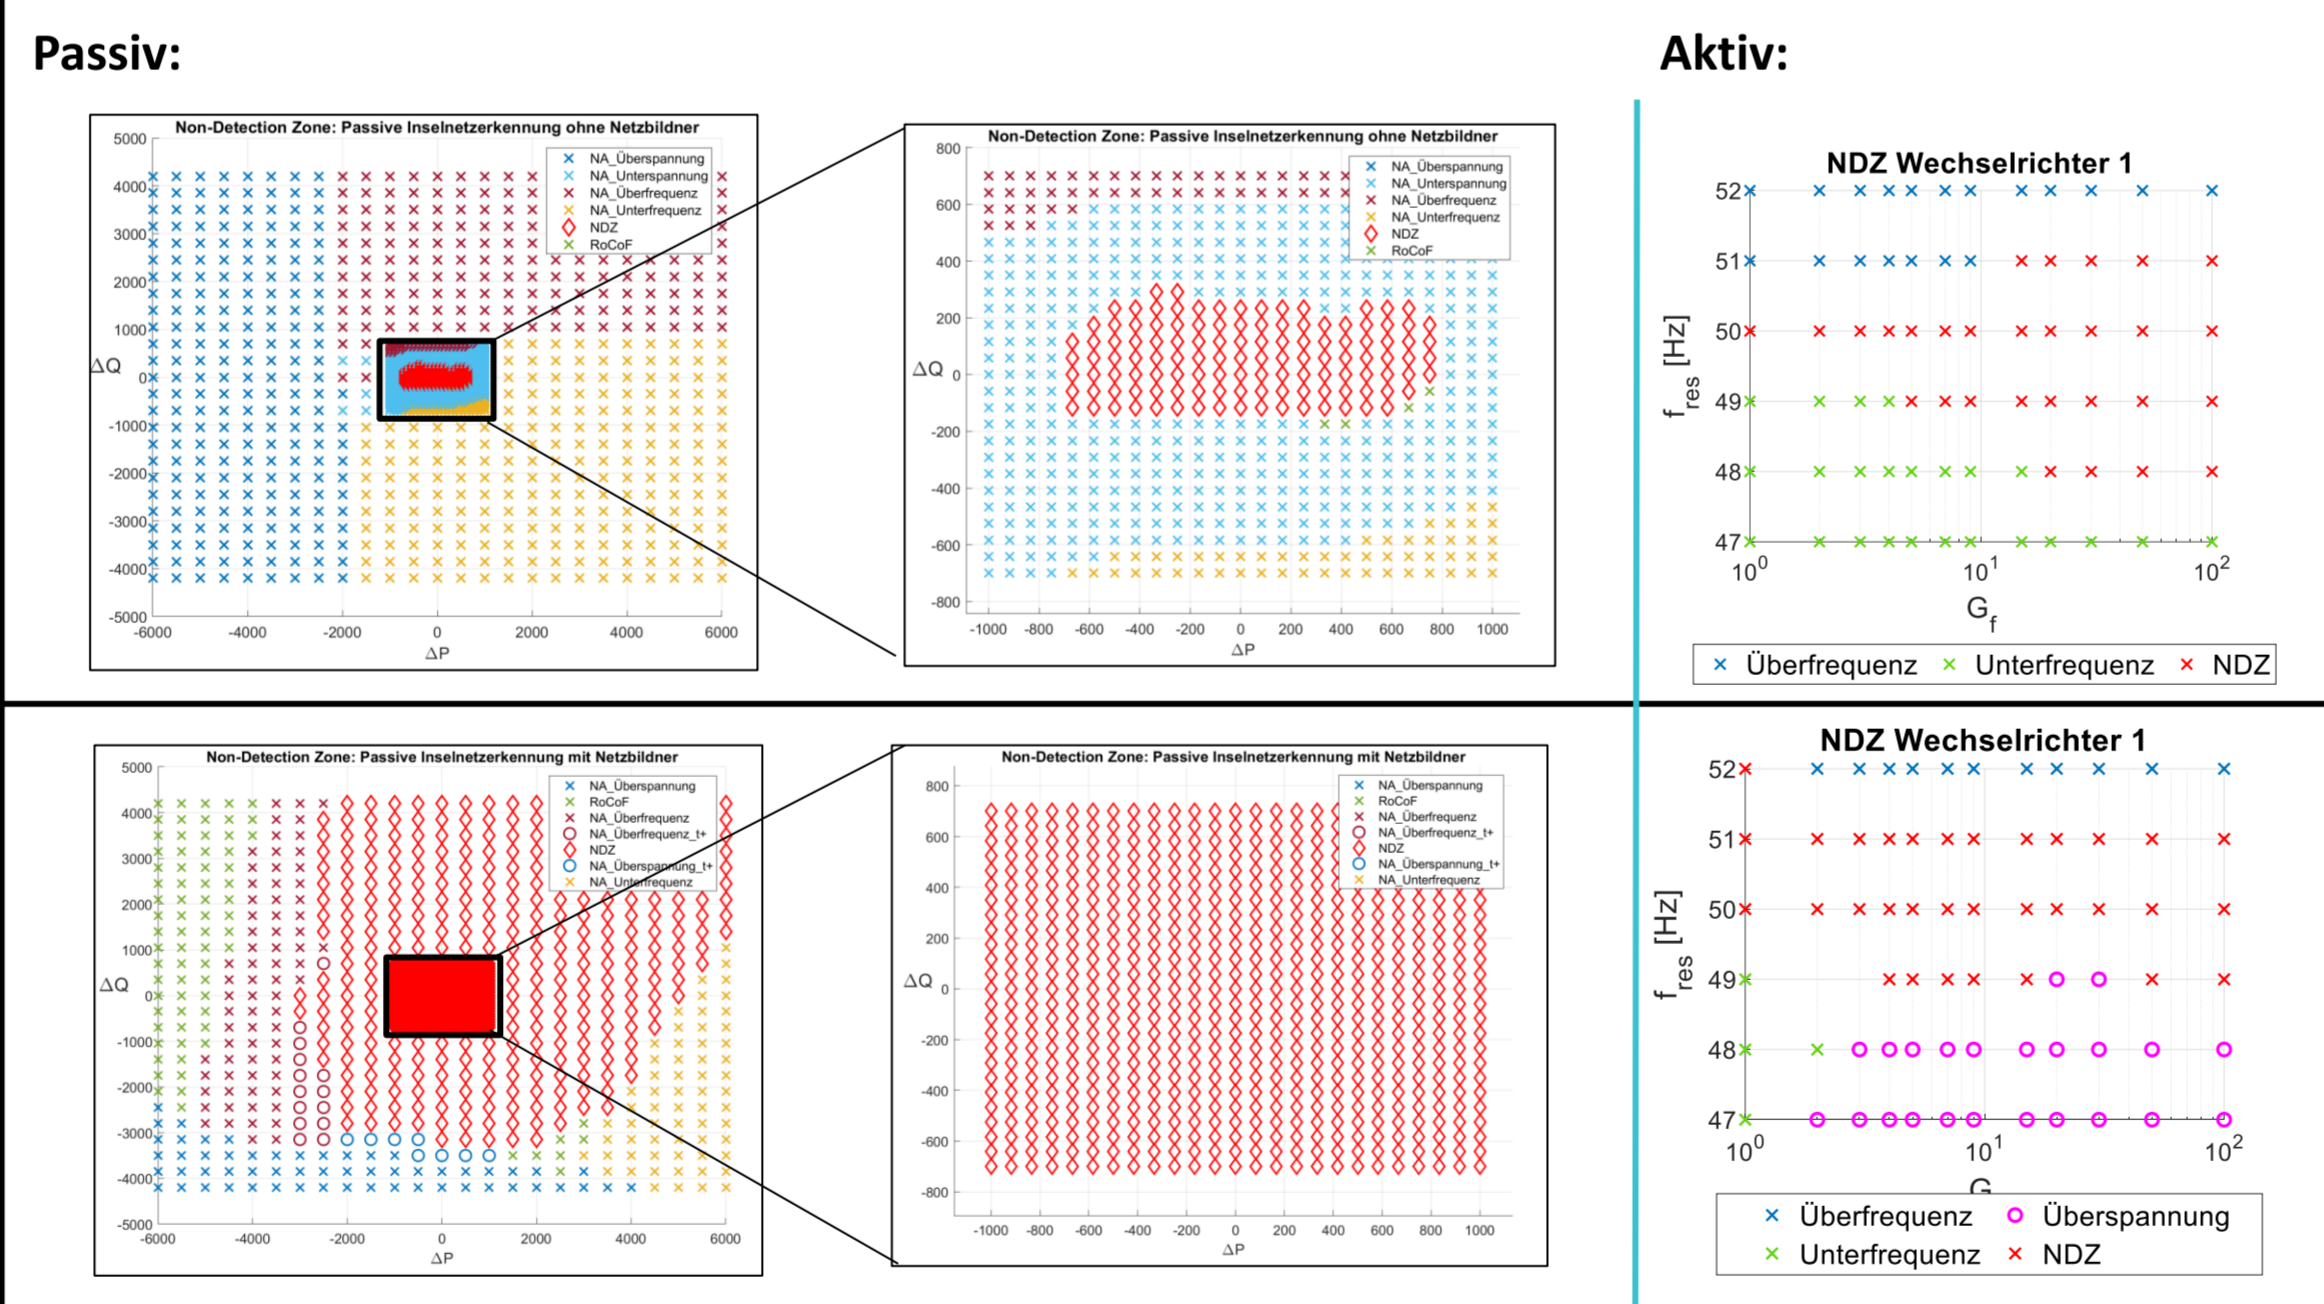 Passiv:
Aktiv:
Non-Detection Zone: Passive Inselnetzerkennung ohne Netzbildner
NA_Überspannung
NA_Unterspannung
NA_Überfrequenz
NA_Unterfrequenz
NDZ
RoCoF
5000
4000
3000
2000
1000
0
-1000
-2000
-3000
-4000
-5000
ΔQ
-6000 -4000 -2000 0 2000 4000 6000
ΔP
Non-Detection Zone: Passive Inselnetzerkennung ohne Netzbildner
NA_Überspannung
NA_Unterspannung
NA_Überfrequenz
NA_Unterfrequenz
NDZ
RoCoF
800
600
400
200
0
-200
-400
-600
-800
ΔQ
-1000 -800 -600 -400 -200 0 200 400 600 800 1000
ΔP
NDZ Wechselrichter 1
52
51
50
49
48
47
f_res [Hz]
10^0 10^1 10^2
G_f
Überfrequenz Unterfrequenz NDZ
Non-Detection Zone: Passive Inselnetzerkennung mit Netzbildner
NA_Überspannung
RoCoF
NA_Überfrequenz
NA_Überfrequenz_t+
NDZ
NA_Überspannung_t+
NA_Unterfrequenz
5000
4000
3000
2000
1000
0
-1000
-2000
-3000
-4000
-5000
ΔQ
-6000 -4000 -2000 0 2000 4000 6000
ΔP
Non-Detection Zone: Passive Inselnetzerkennung mit Netzbildner
NA_Überspannung
RoCoF
NA_Überfrequenz
NA_Überfrequenz_t+
NDZ
NA_Überspannung_t+
NA_Unterfrequenz
800
600
400
200
0
-200
-400
-600
-800
ΔQ
-1000 -800 -600 -400 -200 0 200 400 600 800 1000
ΔP
NDZ Wechselrichter 1
52
51
50
49
48
47
f_res [Hz]
10^0 10^1 10^2
G
Überfrequenz Überspannung
Unterfrequenz NDZ